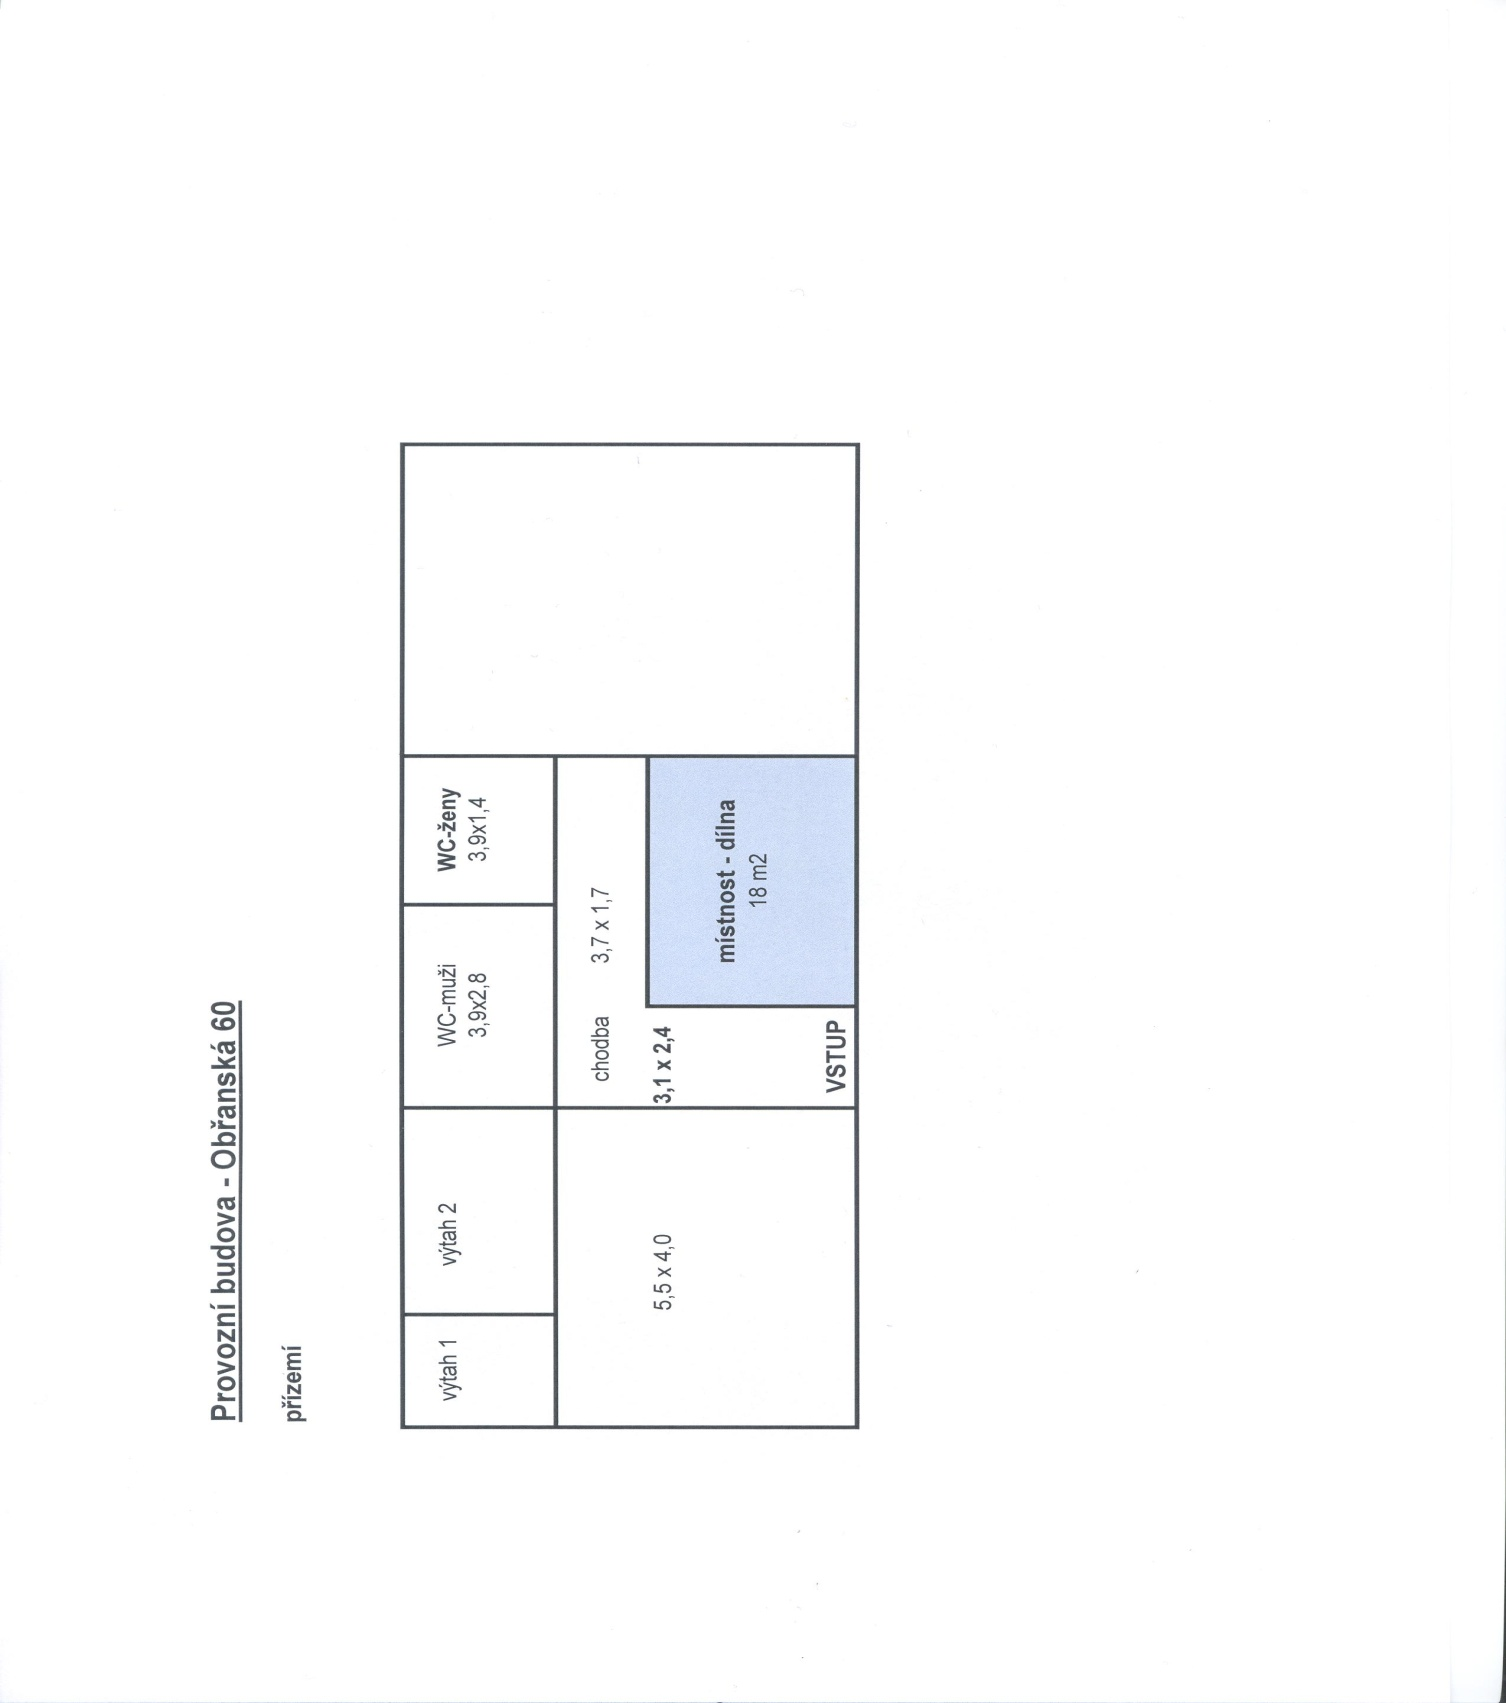 Provozní budova - Obřanská 60
přízemí
výtah 1
výtah 2
WC-muži
3,9x2,8
WC-ženy
3,9x1,4
chodba 3,7 x 1,7
5,5 x 4,0
3,1 x 2,4
místnost - dílna
18 m2
VSTUP